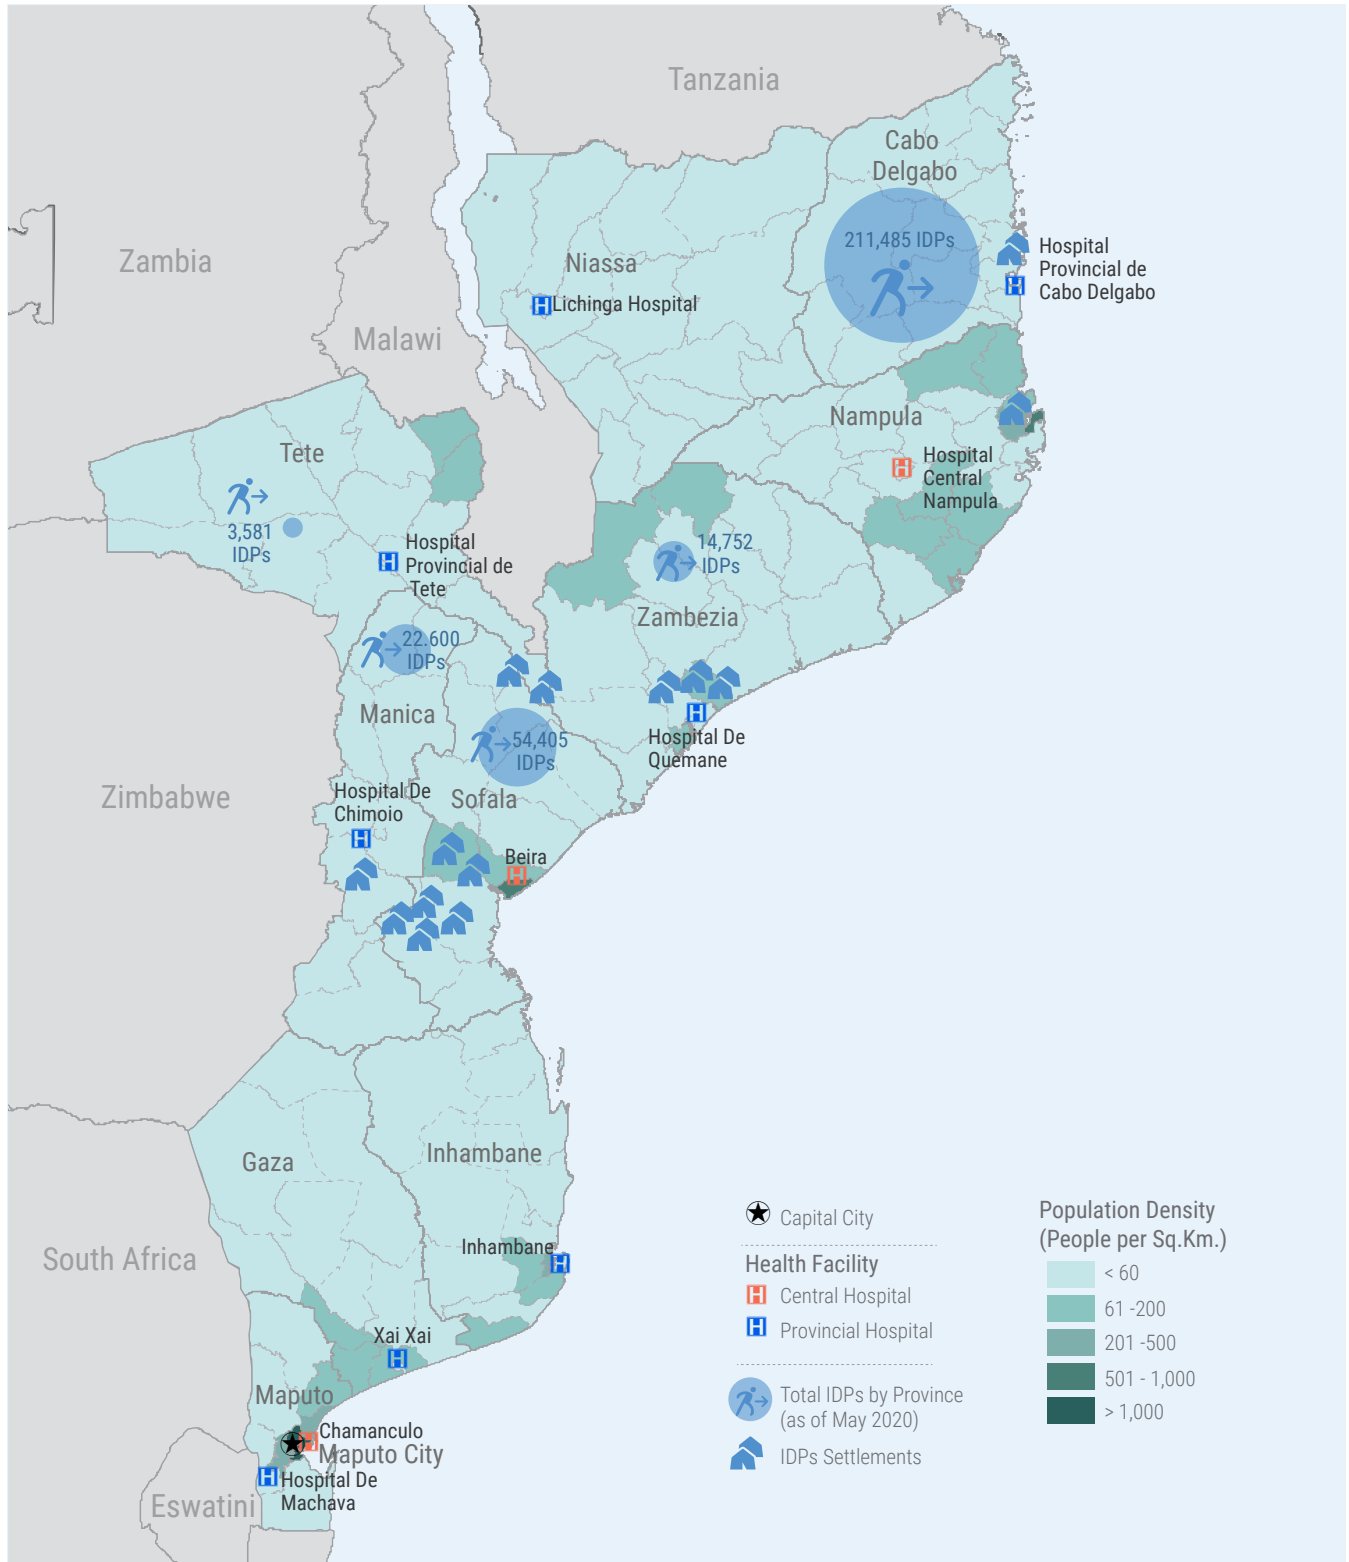 Tanzania
Cabo
Delgabo
211,485 IDPs
Hospital
Provincial de
Cabo Delgabo
Zambia
Niassa
Lichinga Hospital
Malawi
Nampula
Hospital
Central
Nampula
Tete
3,581
IDPs
Hospital
Provincial de
Tete
14,752
IDPs
Zambezia
22.600
IDPs
Manica
54,405
IDPs
Hospital De
Quemane
Zimbabwe
Hospital De
Chimoio
Sofala
Beira
Gaza
Inhambane
South Africa
Inhambane
Xai Xai
Maputo
Chamanculo
Maputo City
Hospital De
Machava
Eswatini
Capital City
Health Facility
Central Hospital
Provincial Hospital
Total IDPs by Province
(as of May 2020)
IDPs Settlements
Population Density
(People per Sq.Km.)
< 60
61 -200
201 -500
501 - 1,000
> 1,000